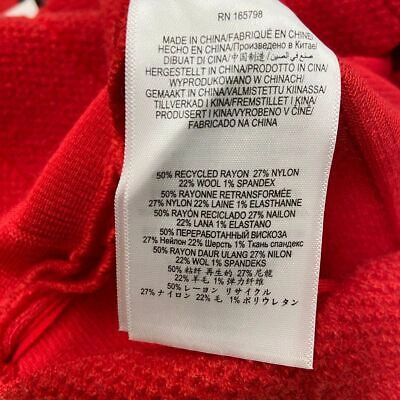 RN 165798
MADE IN CHINA/FABRIQUÉ EN CHINE/
HECHO EN CHINA/Произведено в Китае/
DIBUAT DI CINA/中国制造/صنع في الصين
HERGESTELLT IN CHINA/PRODOTTO IN CINA/
WYPRODUKOWANO W CHINACH/
GEMAAKT IN CHINA/VALMISTETTU KIINASSA/
TILLVERKAD I KINA/FREMSTILLET I KINA/
PRODUSERT I KINA/VYROBENO V ČÍNĚ/
FABRICADO NA CHINA
50% RECYCLED RAYON 27% NYLON
22% WOOL 1% SPANDEX
50% RAYONNE RETRANSFORMÉE
27% NYLON 22% LAINE 1% ELASTHANNE
50% RAYÓN RECICLADO 27% NAILON
22% LANA 1% ELASTANO
50% ПЕРЕРАБОТАННЫЙ ВИСКОЗА
27% Нейлон 22% Шерсть 1% Ткань спандекс
50% RAYON DAUR ULANG 27% NILON
22% WOL 1% SPANDEKS
50% 粘纤 再生的 27% 尼龍
22% 羊毛 1% 弹力纤维
50% レーヨン リサイクル
27% ナイロン 22% 毛 1% ポリウレタン